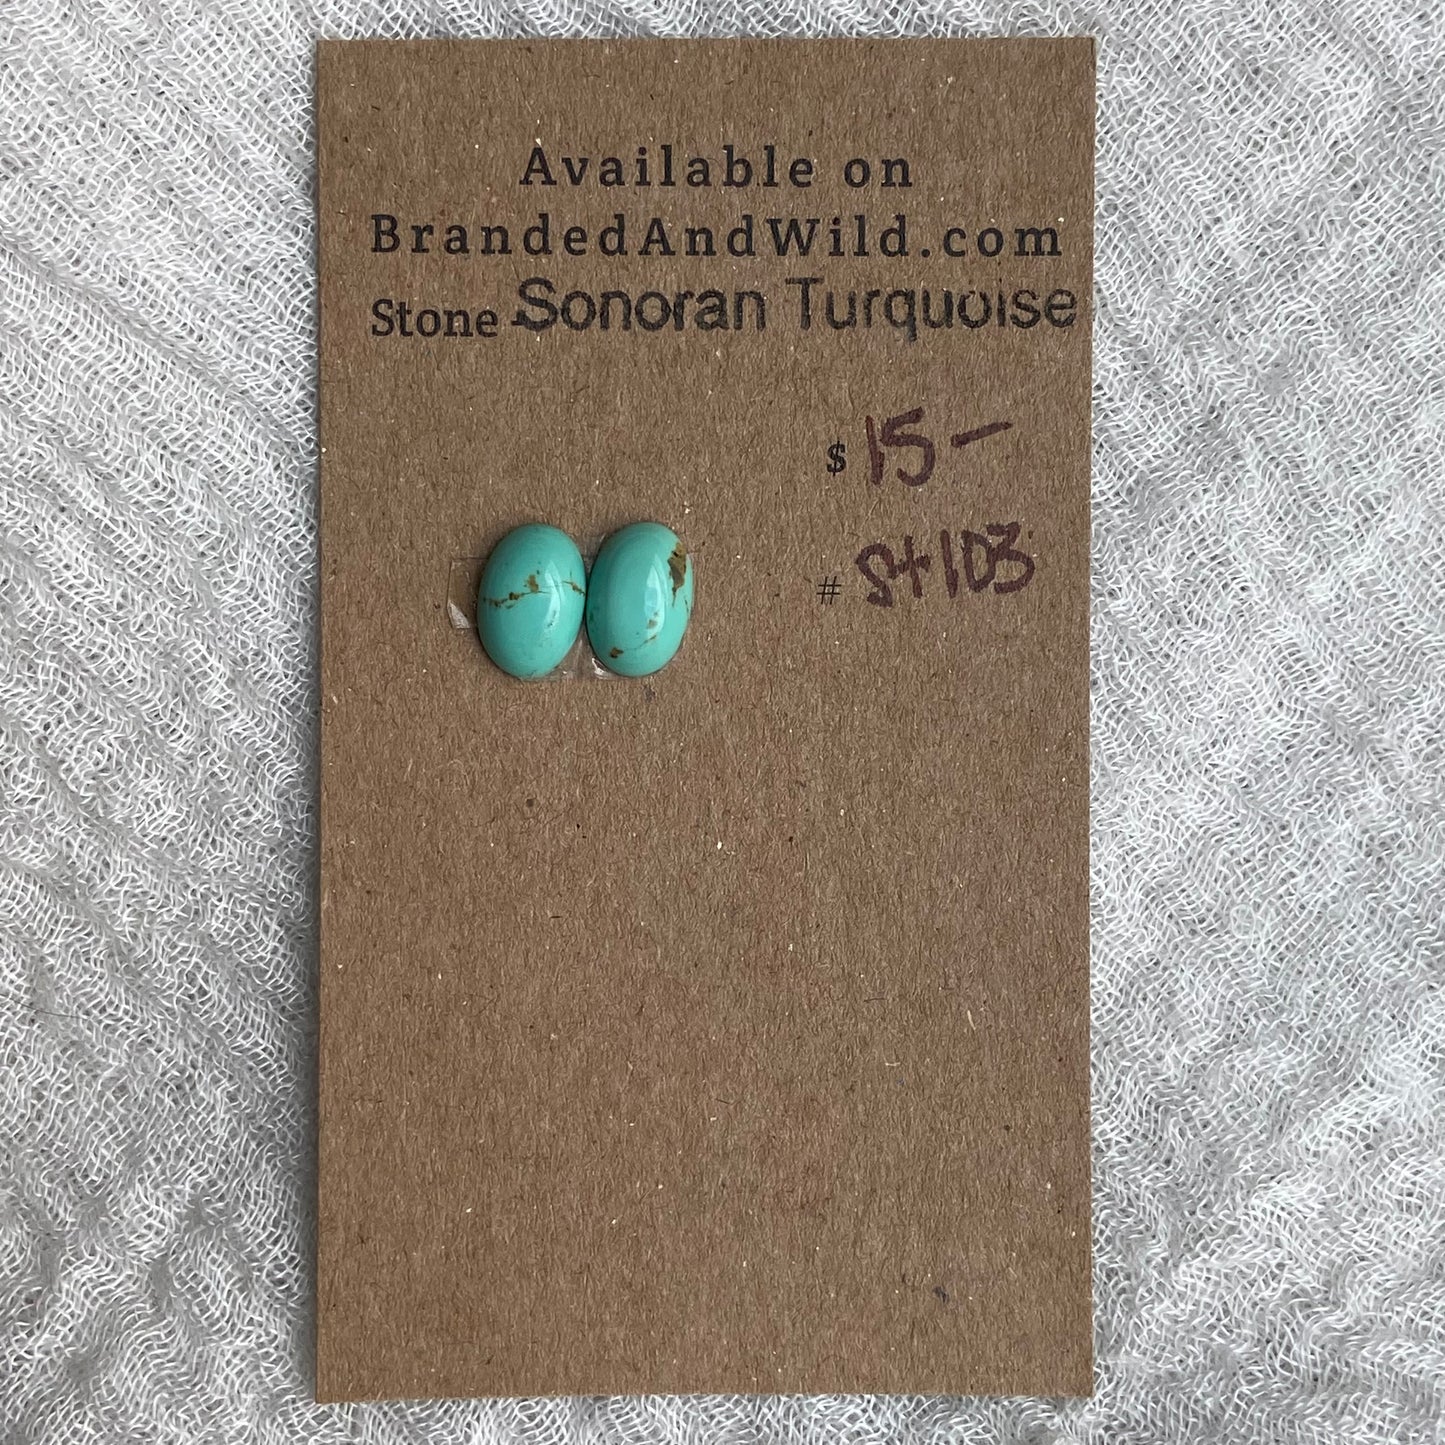 Available on
BrandedAndWild.com
Stone - Sonoran Turquoise
$ 15 —
# St103